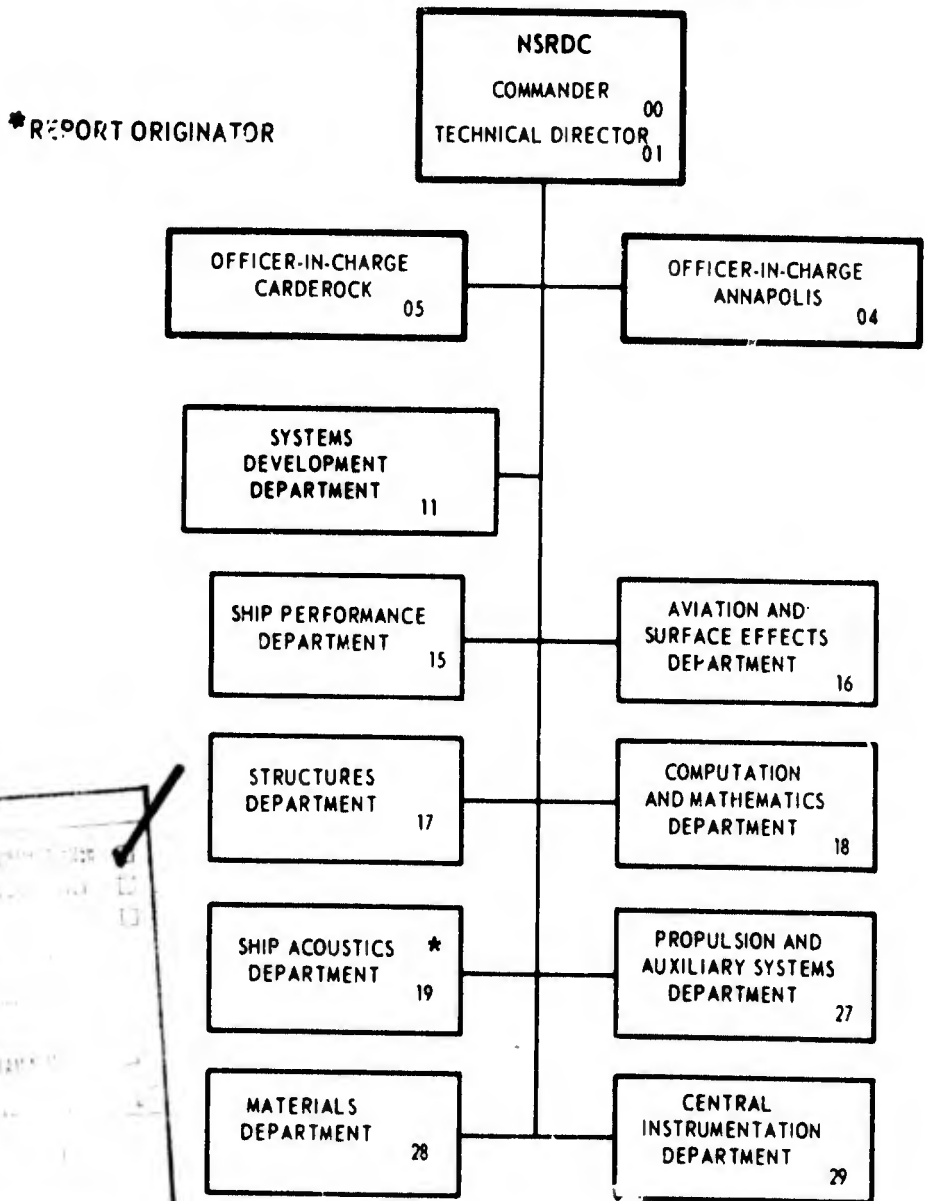 NSRDC
COMMANDER 00
TECHNICAL DIRECTOR 01
* REPORT ORIGINATOR
OFFICER-IN-CHARGE
CARDEROCK
05
OFFICER-IN-CHARGE
ANNAPOLIS
04
SYSTEMS
DEVELOPMENT
DEPARTMENT
11
SHIP PERFORMANCE
DEPARTMENT
15
AVIATION AND
SURFACE EFFECTS
DEPARTMENT
16
STRUCTURES
DEPARTMENT
17
COMPUTATION
AND MATHEMATICS
DEPARTMENT
18
SHIP ACOUSTICS *
DEPARTMENT
19
PROPULSION AND
AUXILIARY SYSTEMS
DEPARTMENT
27
MATERIALS
DEPARTMENT
28
CENTRAL
INSTRUMENTATION
DEPARTMENT
29